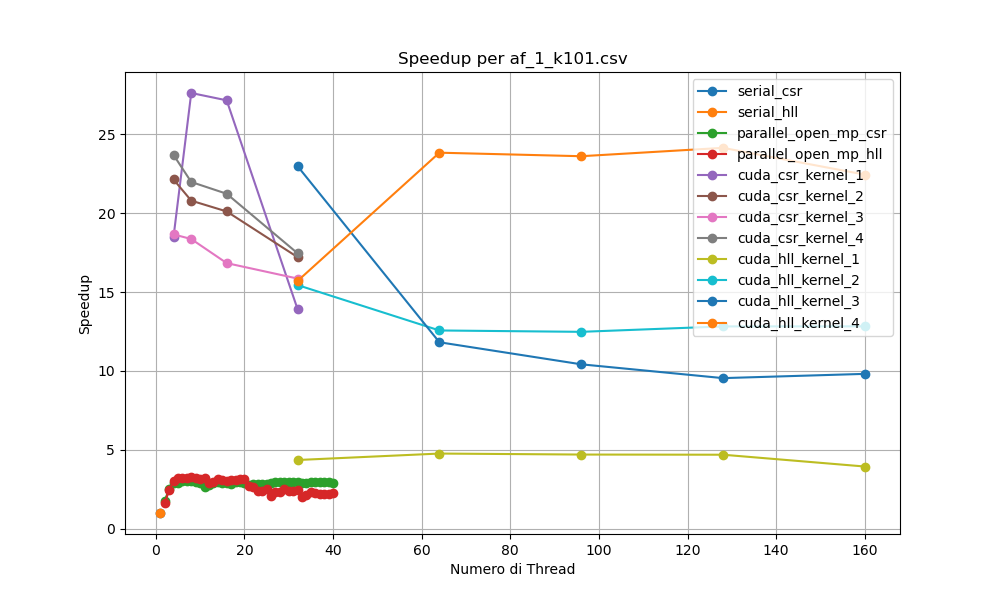 Speedup per af_1_k101.csv
serial_csr
serial_hll
parallel_open_mp_csr
parallel_open_mp_hll
cuda_csr_kernel_1
cuda_csr_kernel_2
cuda_csr_kernel_3
cuda_csr_kernel_4
cuda_hll_kernel_1
cuda_hll_kernel_2
cuda_hll_kernel_3
cuda_hll_kernel_4
Speedup
25
20
15
10
5
0
0 20 40 60 80 100 120 140 160
Numero di Thread